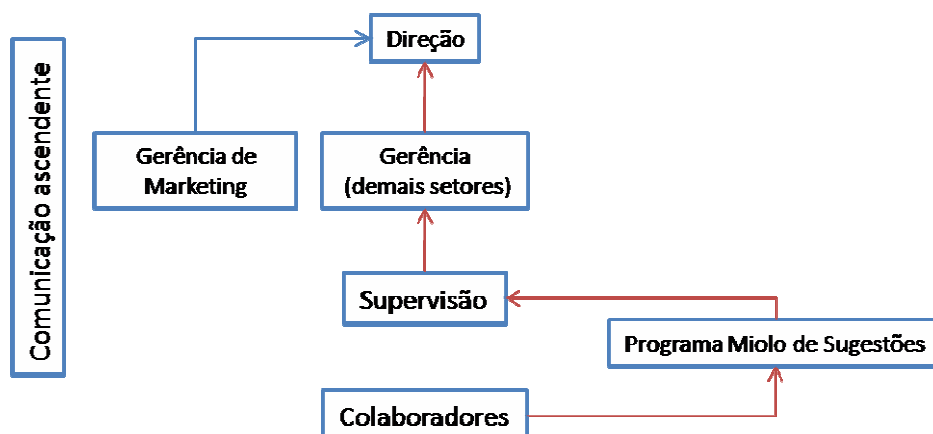 Comunicação ascendente
Direção
Gerência de
Marketing
Gerência
(demais setores)
Supervisão
Programa Miolo de Sugestões
Colaboradores